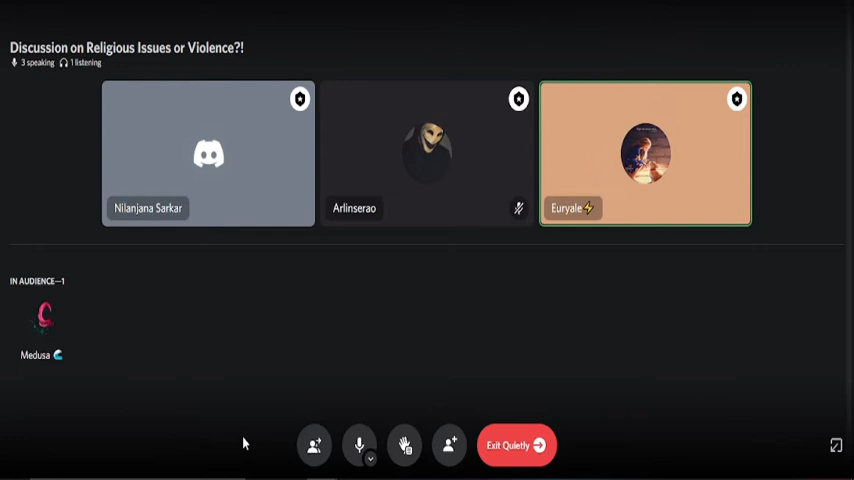 Discussion on Religious Issues or Violence?!
3 speaking 1 listening
Nilanjana Sarkar
Arlinserao
Euryale
IN AUDIENCE—1
Medusa
Exit Quietly